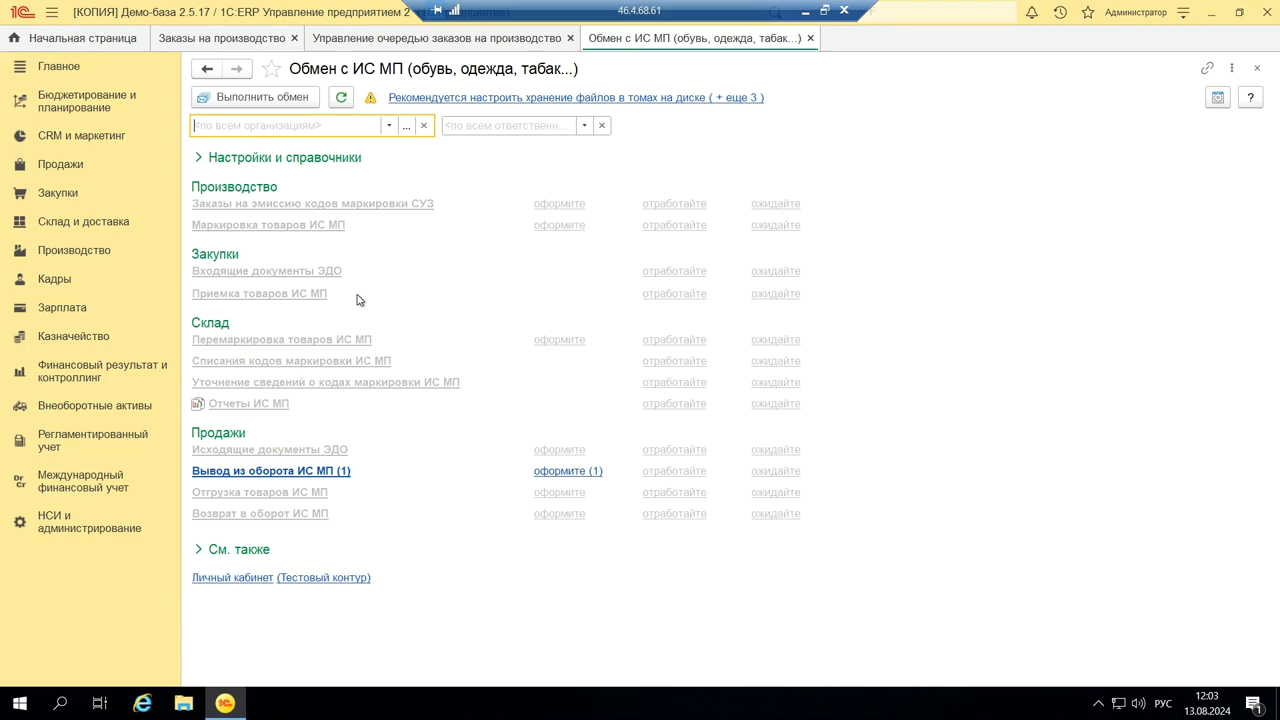 [КОПИЯ] Демо-база 2.5.17 / 1С:ERP Управление предприятием 2
46.4.68.61
Администратор
Начальная страница
Заказы на производство
Управление очередью заказов на производство
Обмен с ИС МП (обувь, одежда, табак...)
Главное
Бюджетирование и
планирование
CRM и маркетинг
Продажи
Закупки
Склад и доставка
Производство
Кадры
Зарплата
Казначейство
Финансовый результат и
контроллинг
Внеоборотные активы
Регламентированный
учет
Международный
финансовый учет
НСИ и
администрирование
Обмен с ИС МП (обувь, одежда, табак...)
Выполнить обмен
Рекомендуется настроить хранение файлов в томах на диске ( + еще 3 )
?
<по всем организациям>
...
<по всем ответственн...
Настройки и справочники
Производство
Заказы на эмиссию кодов маркировки СУЗ оформите отработайте ожидайте
Маркировка товаров ИС МП оформите отработайте ожидайте
Закупки
Входящие документы ЭДО отработайте ожидайте
Приемка товаров ИС МП отработайте ожидайте
Склад
Перемаркировка товаров ИС МП оформите отработайте ожидайте
Списания кодов маркировки ИС МП отработайте ожидайте
Уточнение сведений о кодах маркировки ИС МП отработайте ожидайте
Отчеты ИС МП отработайте ожидайте
Продажи
Исходящие документы ЭДО оформите отработайте ожидайте
Вывод из оборота ИС МП (1) оформите (1) отработайте ожидайте
Отгрузка товаров ИС МП оформите отработайте ожидайте
Возврат в оборот ИС МП оформите отработайте ожидайте
См. также
Личный кабинет (Тестовый контур)
РУС
12:03
13.08.2024
1